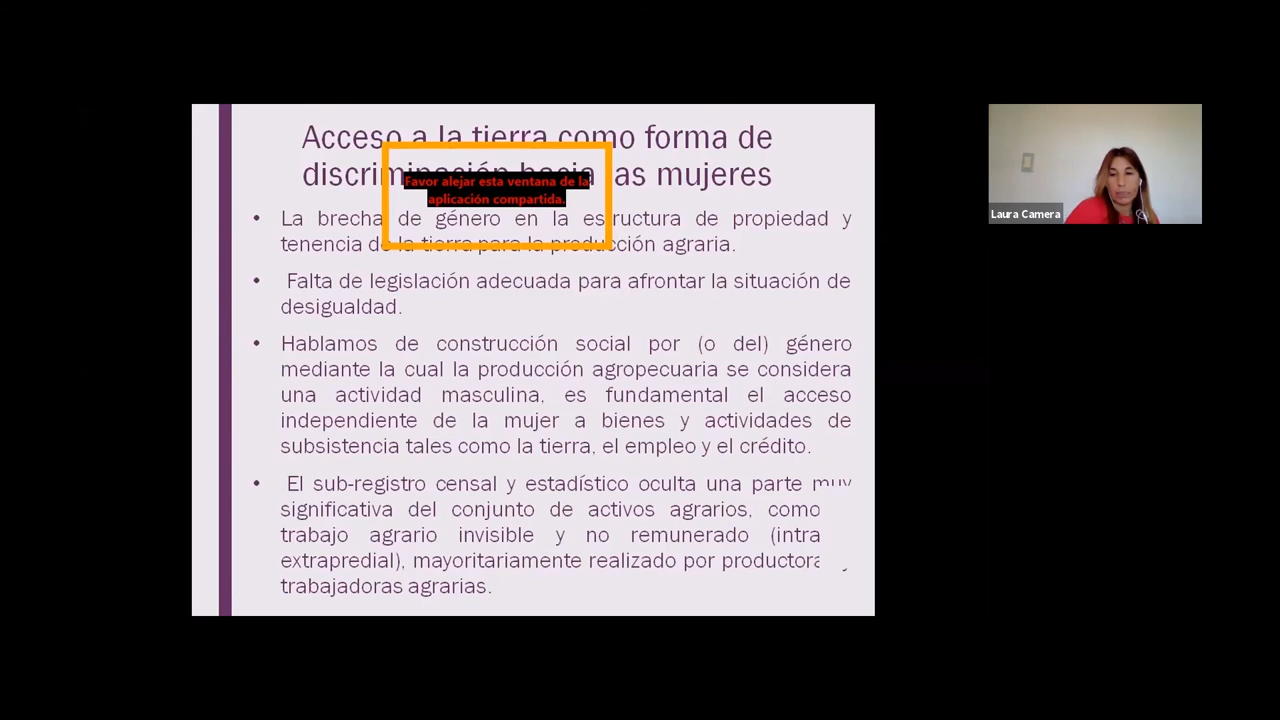 Acceso a la tierra como forma de
discriminación hacia las mujeres
Favor alejar esta ventana de la
aplicación compartida.
• La brecha de género en la estructura de propiedad y
tenencia de la tierra para la producción agraria.
• Falta de legislación adecuada para afrontar la situación de
desigualdad.
• Hablamos de construcción social por (o del) género
mediante la cual la producción agropecuaria se considera
una actividad masculina, es fundamental el acceso
independiente de la mujer a bienes y actividades de
subsistencia tales como la tierra, el empleo y el crédito.
• El sub-registro censal y estadístico oculta una parte muy
significativa del conjunto de activos agrarios, como
trabajo agrario invisible y no remunerado (intra
extrapredial), mayoritariamente realizado por productora y
trabajadoras agrarias.
Laura Camera